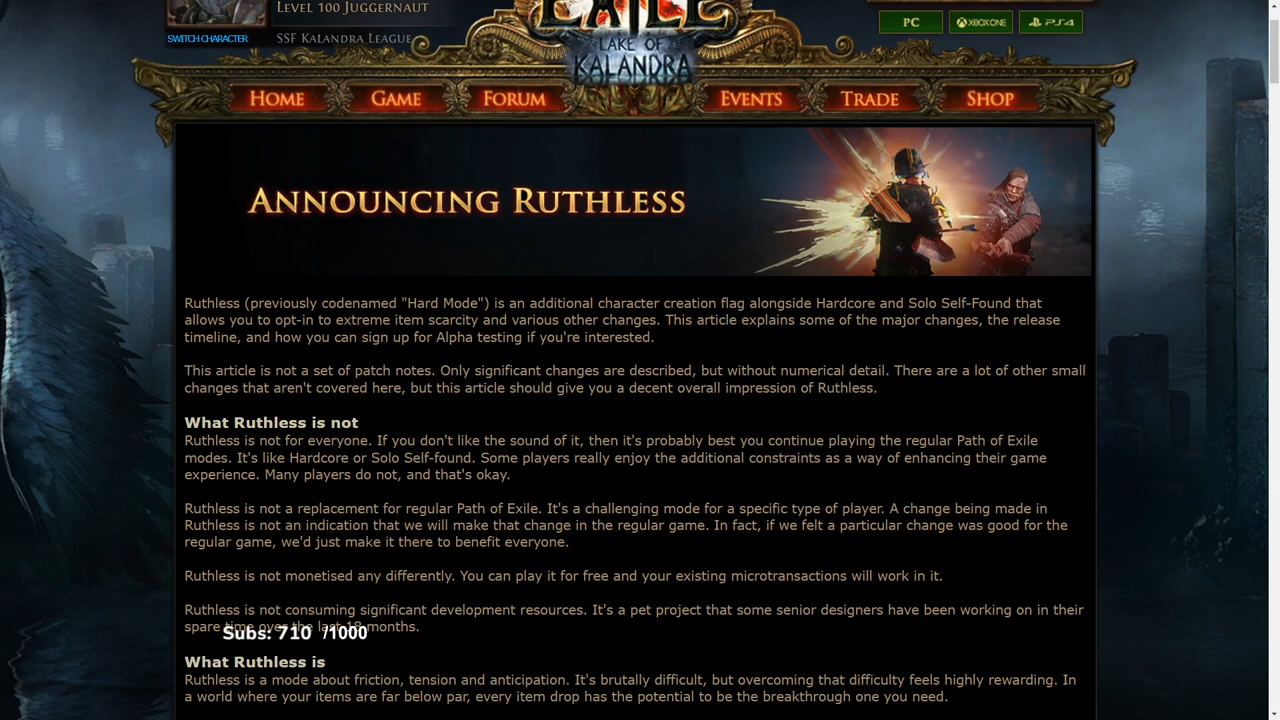 LEVEL 100 JUGGERNAUT
SWITCH CHARACTER
SSF KALANDRA LEAGUE
EXILE
LAKE OF
KALANDRA
PC
XBOX ONE
PS4
HOME
GAME
FORUM
EVENTS
TRADE
SHOP
ANNOUNCING RUTHLESS
Ruthless (previously codenamed "Hard Mode") is an additional character creation flag alongside Hardcore and Solo Self-Found that
allows you to opt-in to extreme item scarcity and various other changes. This article explains some of the major changes, the release
timeline, and how you can sign up for Alpha testing if you're interested.
This article is not a set of patch notes. Only significant changes are described, but without numerical detail. There are a lot of other small
changes that aren't covered here, but this article should give you a decent overall impression of Ruthless.
What Ruthless is not
Ruthless is not for everyone. If you don't like the sound of it, then it's probably best you continue playing the regular Path of Exile
modes. It's like Hardcore or Solo Self-found. Some players really enjoy the additional constraints as a way of enhancing their game
experience. Many players do not, and that's okay.
Ruthless is not a replacement for regular Path of Exile. It's a challenging mode for a specific type of player. A change being made in
Ruthless is not an indication that we will make that change in the regular game. In fact, if we felt a particular change was good for the
regular game, we'd just make it there to benefit everyone.
Ruthless is not monetised any differently. You can play it for free and your existing microtransactions will work in it.
Ruthless is not consuming significant development resources. It's a pet project that some senior designers have been working on in their
spare time over the last 18 months.
Subs: 710 /1000
What Ruthless is
Ruthless is a mode about friction, tension and anticipation. It's brutally difficult, but overcoming that difficulty feels highly rewarding. In
a world where your items are far below par, every item drop has the potential to be the breakthrough one you need.